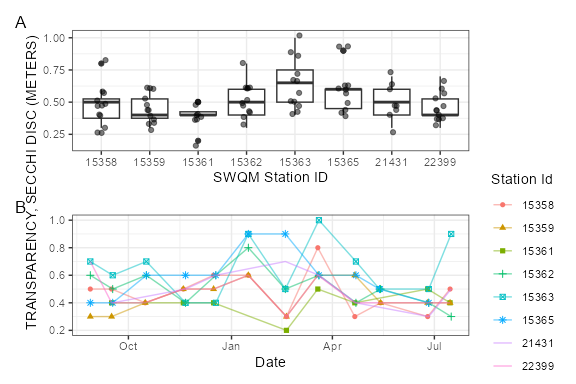 A
1.00
0.75
0.50
0.25
15358 15359 15361 15362 15363 15365 21431 22399
SWQM Station ID
TRANSPARENCY, SECCHI DISC (METERS)
B
1.0
0.8
0.6
0.4
0.2
Oct Jan Apr Jul
Date
Station Id
15358
15359
15361
15362
15363
15365
21431
22399